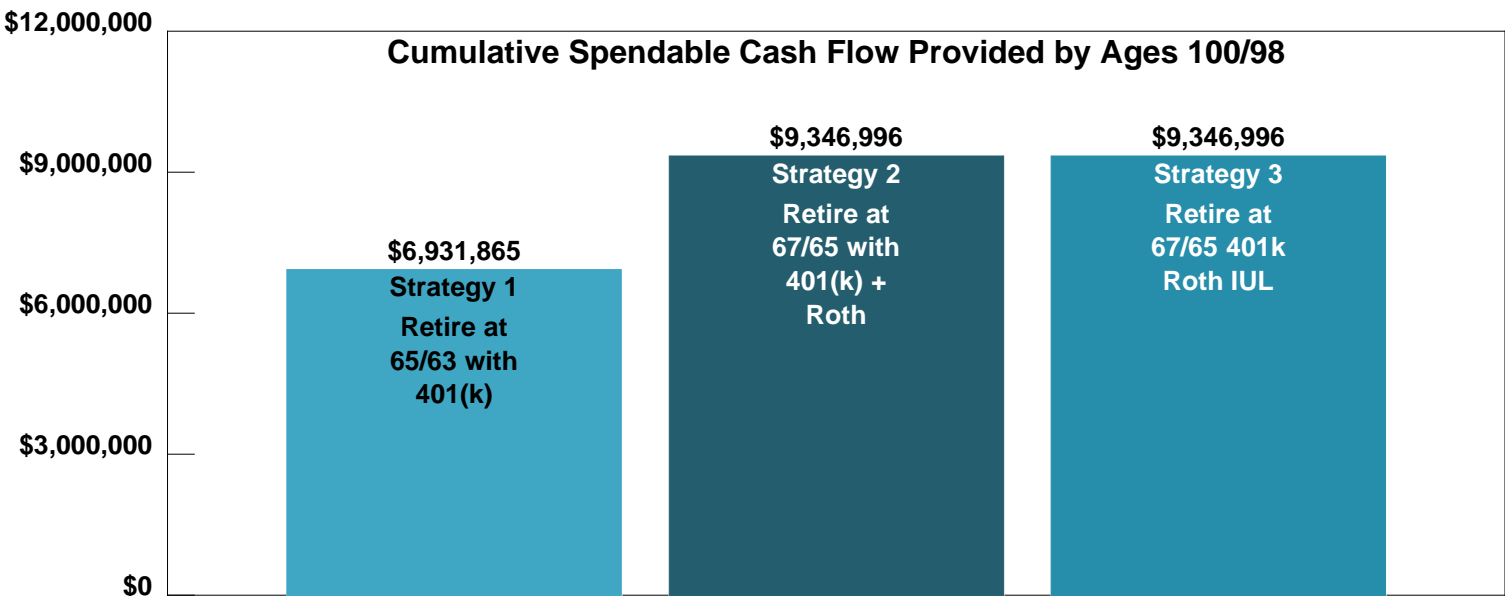 $12,000,000
Cumulative Spendable Cash Flow Provided by Ages 100/98
$9,000,000
$6,000,000
$3,000,000
$0
$6,931,865
Strategy 1
Retire at
65/63 with
401(k)
$9,346,996
Strategy 2
Retire at
67/65 with
401(k) +
Roth
$9,346,996
Strategy 3
Retire at
67/65 401k
Roth IUL